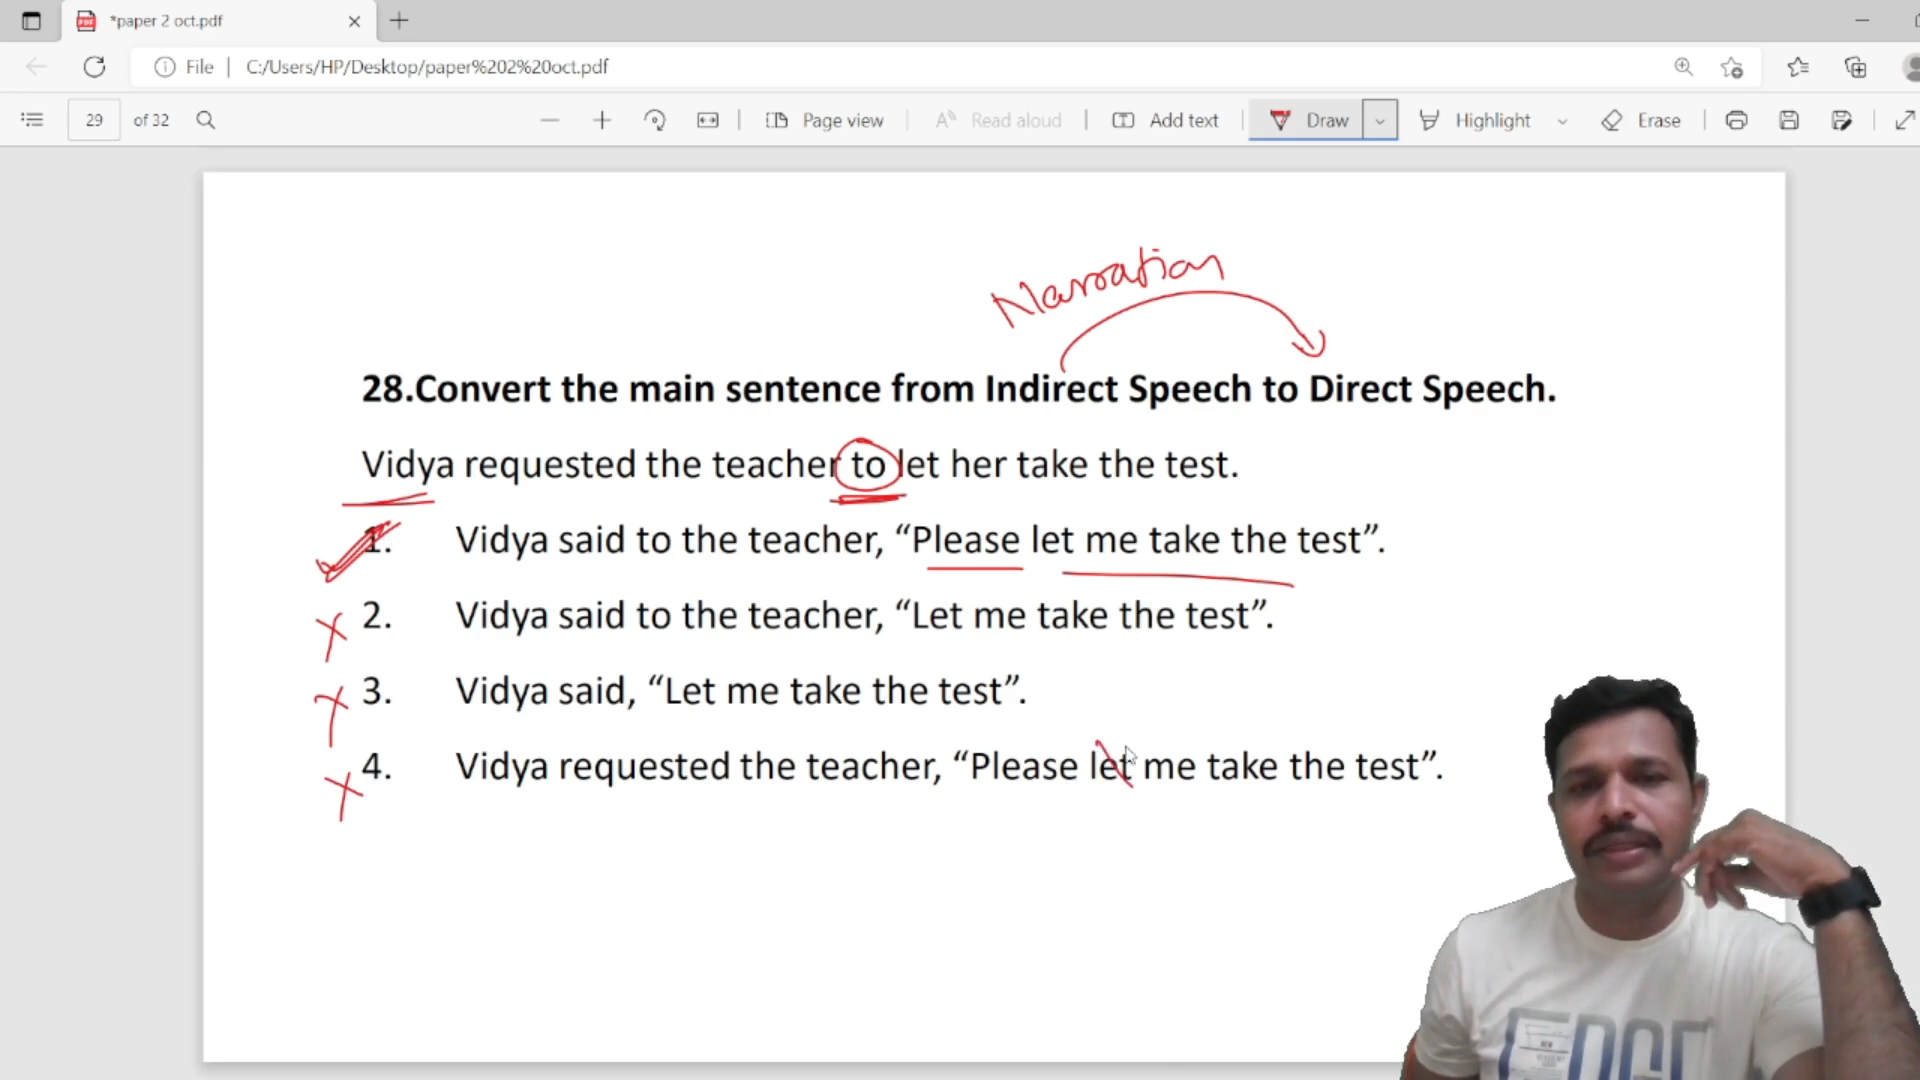 *paper 2 oct.pdf
File | C:/Users/HP/Desktop/paper%202%20oct.pdf
29 of 32 Page view Read aloud Add text Draw Highlight Erase
Narration
28.Convert the main sentence from Indirect Speech to Direct Speech.
Vidya requested the teacher to let her take the test.
1. Vidya said to the teacher, “Please let me take the test”.
2. Vidya said to the teacher, “Let me take the test”.
3. Vidya said, “Let me take the test”.
4. Vidya requested the teacher, “Please let me take the test”.